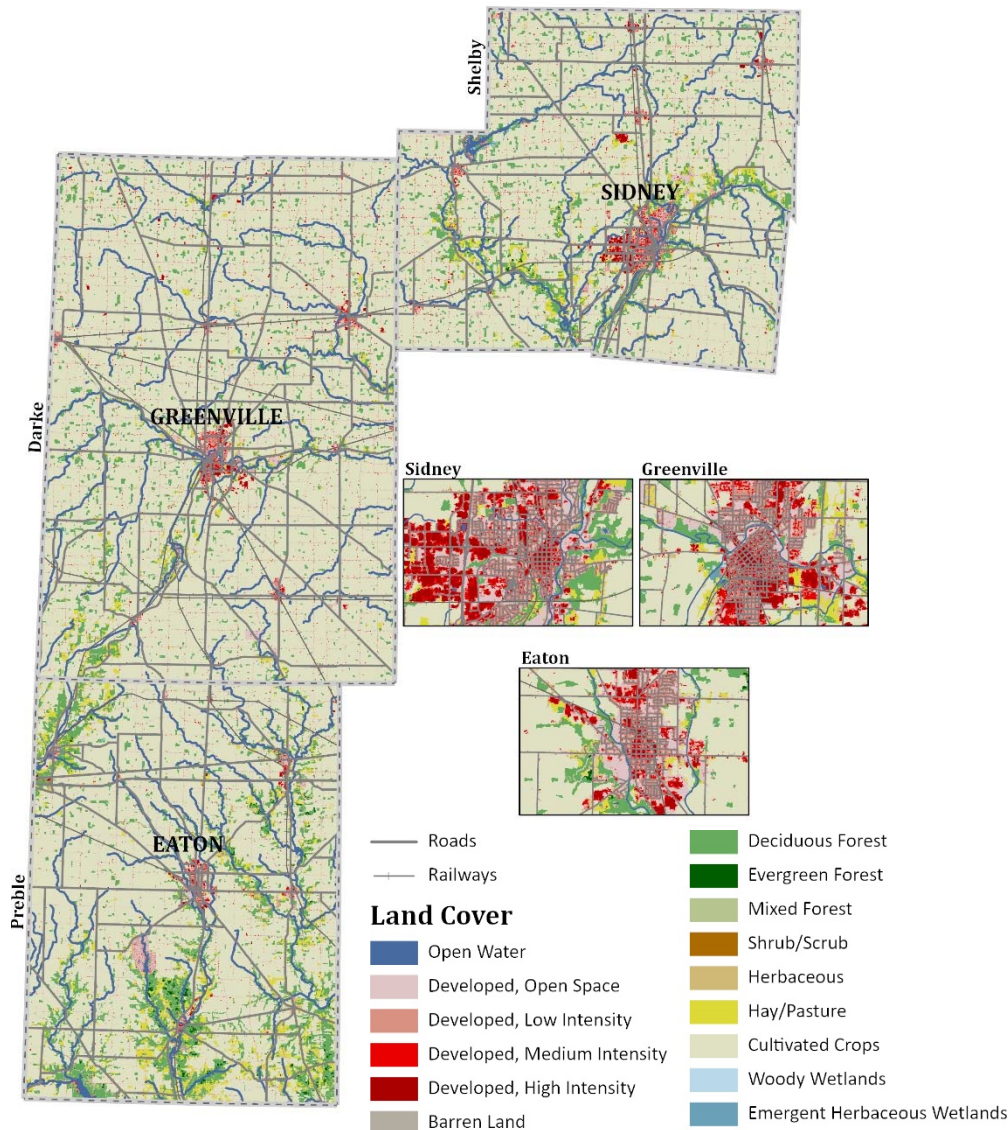 Shelby
SIDNEY
Darke
GREENVILLE
Sidney
Greenville
Eaton
Preble
EATON
Roads
Railways
Land Cover
Open Water
Developed, Open Space
Developed, Low Intensity
Developed, Medium Intensity
Developed, High Intensity
Barren Land
Deciduous Forest
Evergreen Forest
Mixed Forest
Shrub/Scrub
Herbaceous
Hay/Pasture
Cultivated Crops
Woody Wetlands
Emergent Herbaceous Wetlands